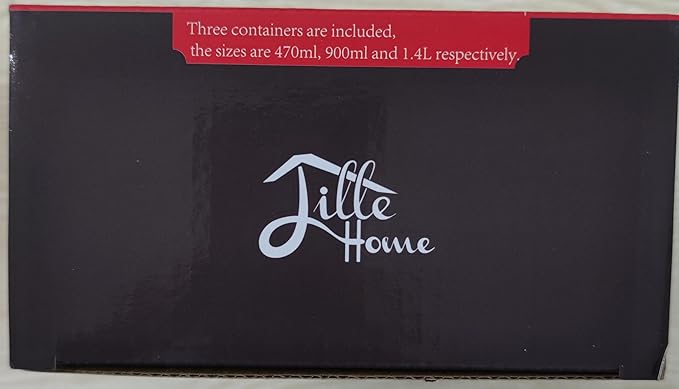 Three containers are included,
the sizes are 470ml, 900ml and 1.4L respectively.
Jille
Home